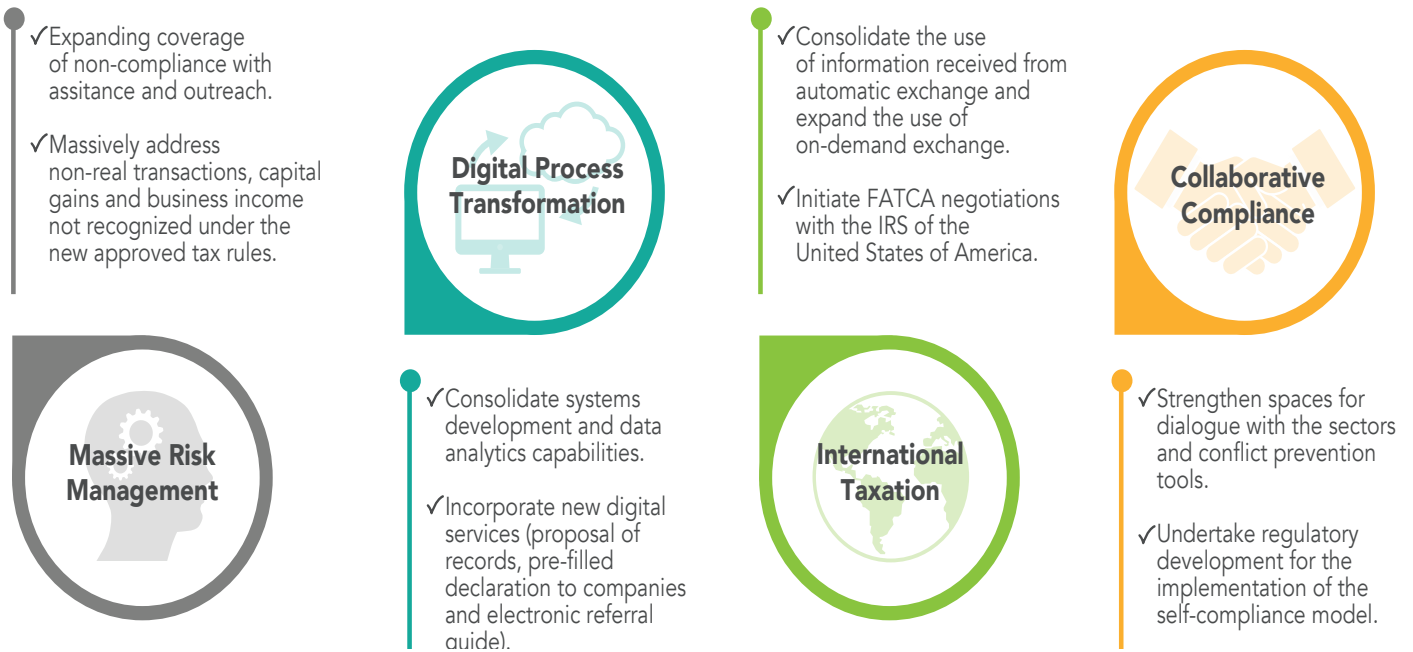 ✓Expanding coverage
of non-compliance with
assitance and outreach.
✓Massively address
non-real transactions, capital
gains and business income
not recognized under the
new approved tax rules.
Massive Risk
Management
Digital Process
Transformation
✓Consolidate systems
development and data
analytics capabilities.
✓Incorporate new digital
services (proposal of
records, pre-filled
declaration to companies
and electronic referral
guide).
✓Consolidate the use
of information received from
automatic exchange and
expand the use of
on-demand exchange.
✓Initiate FATCA negotiations
with the IRS of the
United States of America.
International
Taxation
Collaborative
Compliance
✓Strengthen spaces for
dialogue with the sectors
and conflict prevention
tools.
✓Undertake regulatory
development for the
implementation of the
self-compliance model.